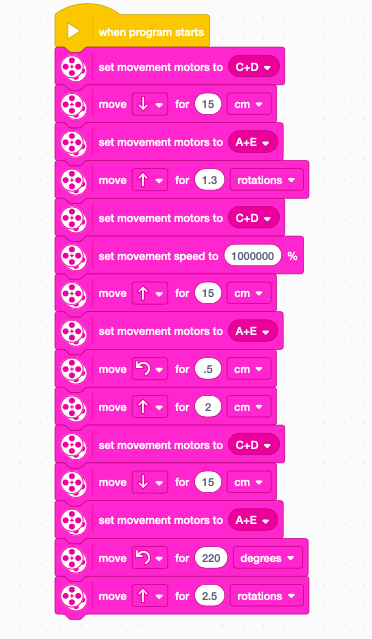 when program starts
set movement motors to C+D
move for 15 cm
set movement motors to A+E
move for 1.3 rotations
set movement motors to C+D
set movement speed to 1000000 %
move for 15 cm
set movement motors to A+E
move for .5 cm
move for 2 cm
set movement motors to C+D
move for 15 cm
set movement motors to A+E
move for 220 degrees
move for 2.5 rotations